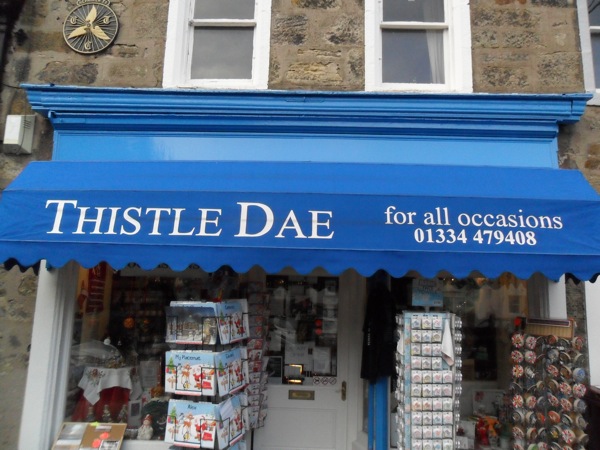 THISTLE DAE
for all occasions
01334 479408